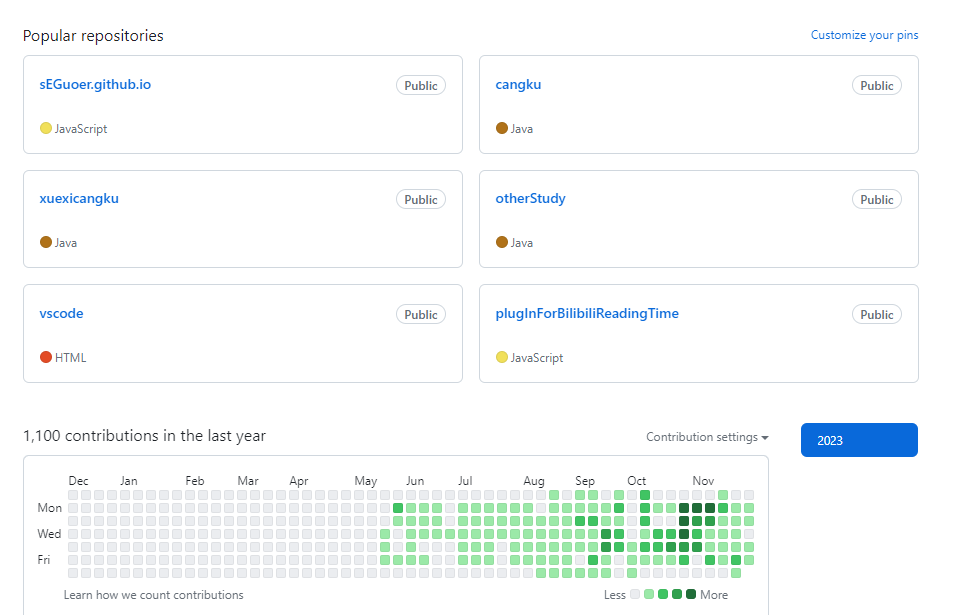 Popular repositories Customize your pins
sEGuoer.github.io Public
JavaScript
cangku Public
Java
xuexicangku Public
Java
otherStudy Public
Java
vscode Public
HTML
plugInForBilibiliReadingTime Public
JavaScript
1,100 contributions in the last year Contribution settings
2023
Dec Jan Feb Mar Apr May Jun Jul Aug Sep Oct Nov
Mon
Wed
Fri
Learn how we count contributions Less More